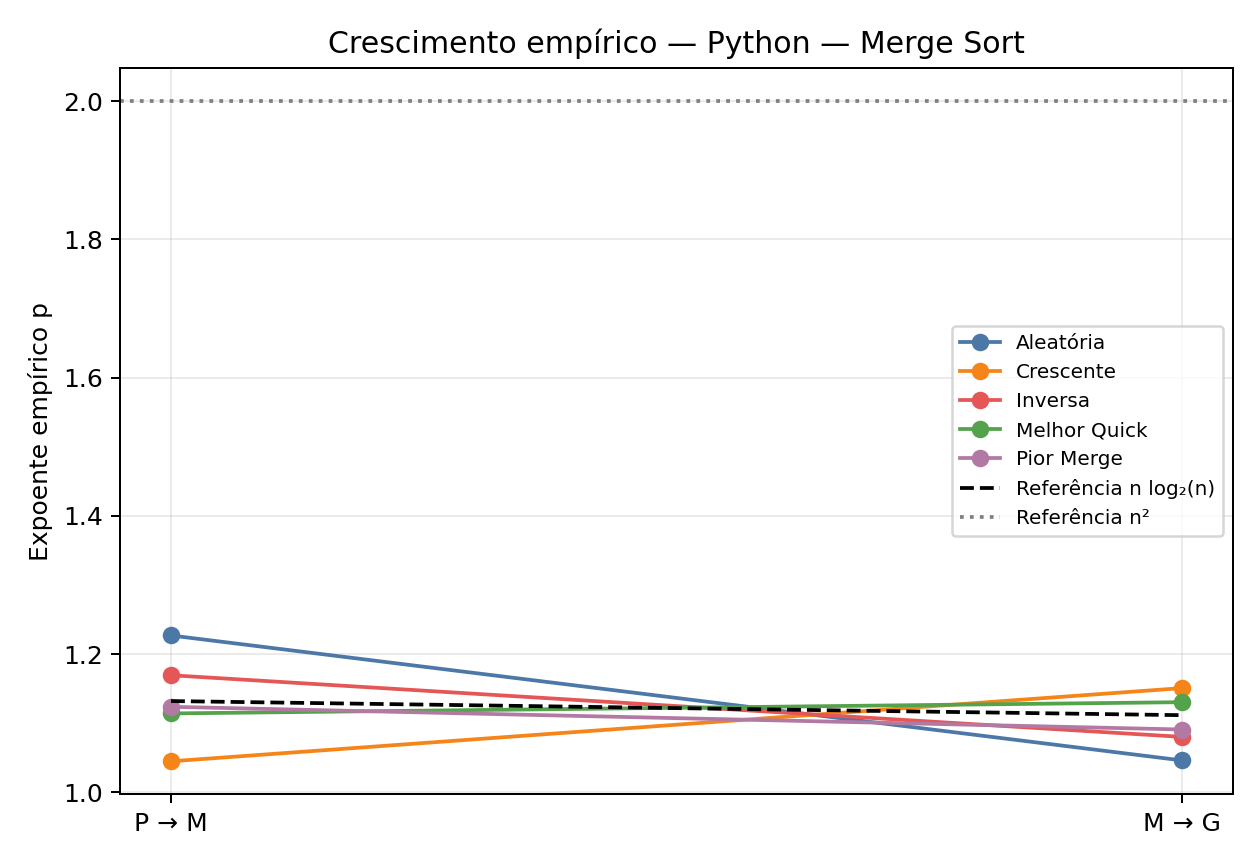 Crescimento empírico — Python — Merge Sort
Expoente empírico p
2.0
1.8
1.6
1.4
1.2
1.0
P → M
M → G
Aleatória
Crescente
Inversa
Melhor Quick
Pior Merge
Referência n log₂(n)
Referência n²